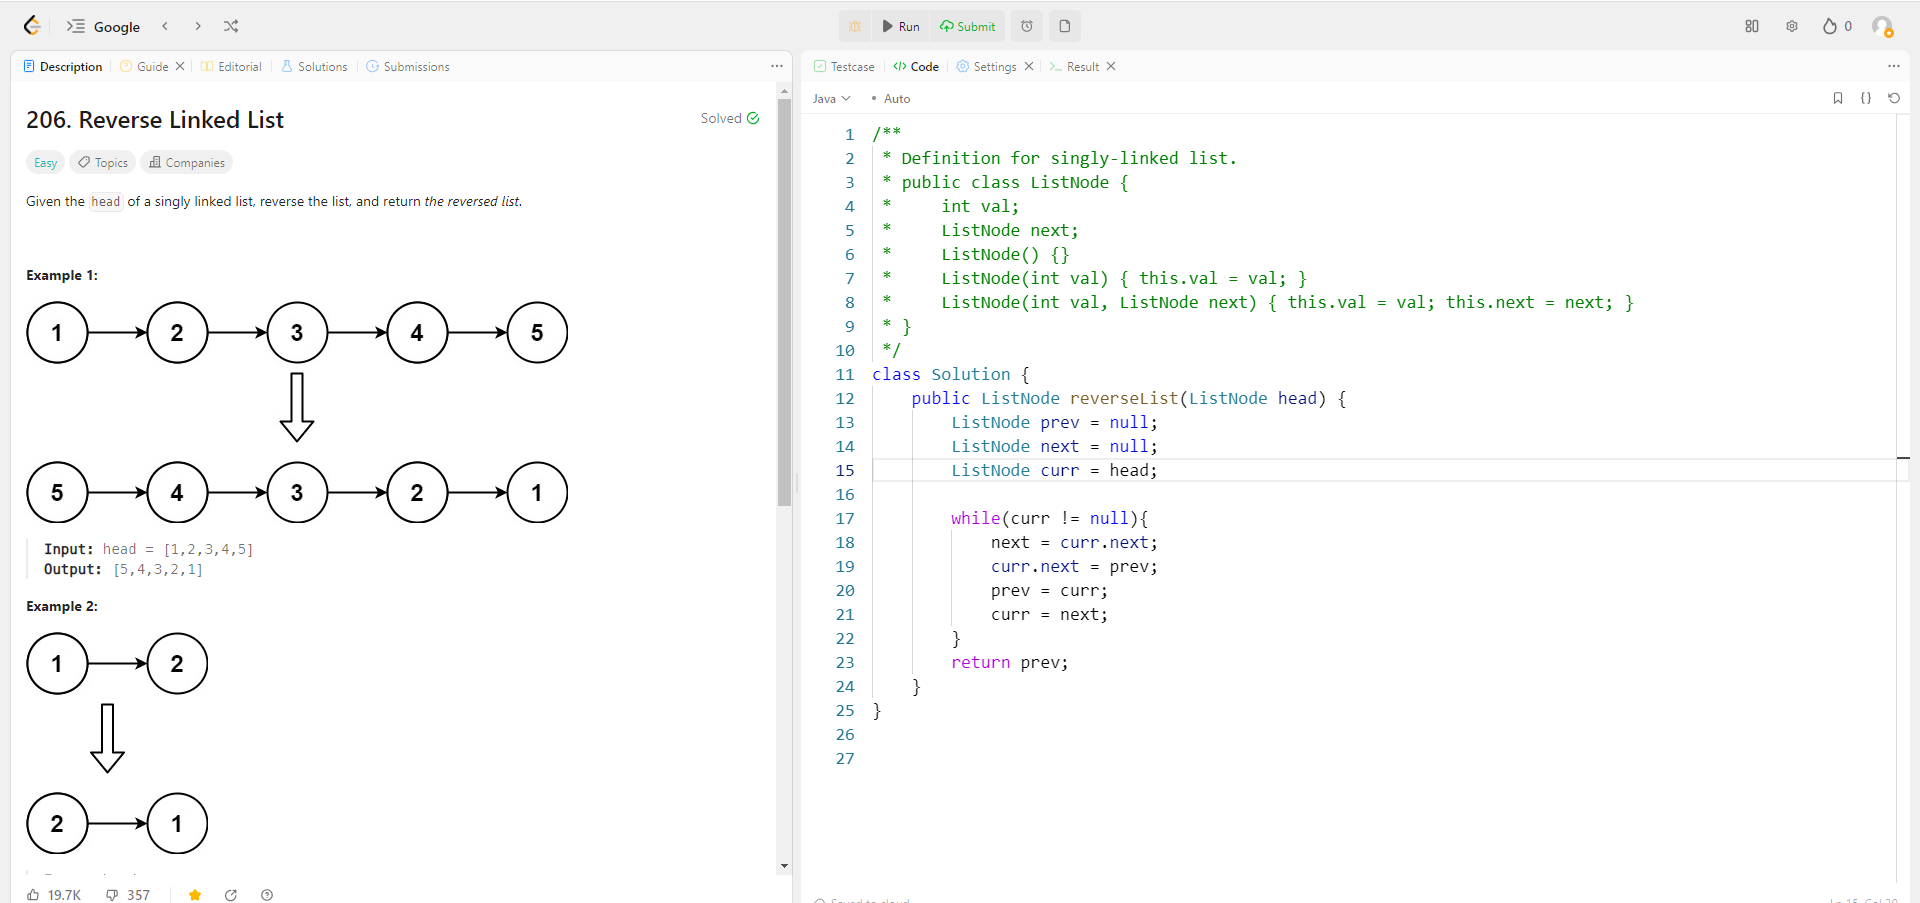 Google
Run
Submit
0
Description
Guide
Editorial
Solutions
Submissions
206. Reverse Linked List
Solved
Easy
Topics
Companies
Given the head of a singly linked list, reverse the list, and return the reversed list.
Example 1:
1 2 3 4 5
5 4 3 2 1
Input: head = [1,2,3,4,5]
Output: [5,4,3,2,1]
Example 2:
1 2
2 1
19.7K
357
Testcase
Code
Settings
Result
Java
Auto
1 /**
2 * Definition for singly-linked list.
3 * public class ListNode {
4 *     int val;
5 *     ListNode next;
6 *     ListNode() {}
7 *     ListNode(int val) { this.val = val; }
8 *     ListNode(int val, ListNode next) { this.val = val; this.next = next; }
9 * }
10 */
11 class Solution {
12     public ListNode reverseList(ListNode head) {
13         ListNode prev = null;
14         ListNode next = null;
15         ListNode curr = head;
16
17         while(curr != null){
18             next = curr.next;
19             curr.next = prev;
20             prev = curr;
21             curr = next;
22         }
23         return prev;
24     }
25 }
26
27